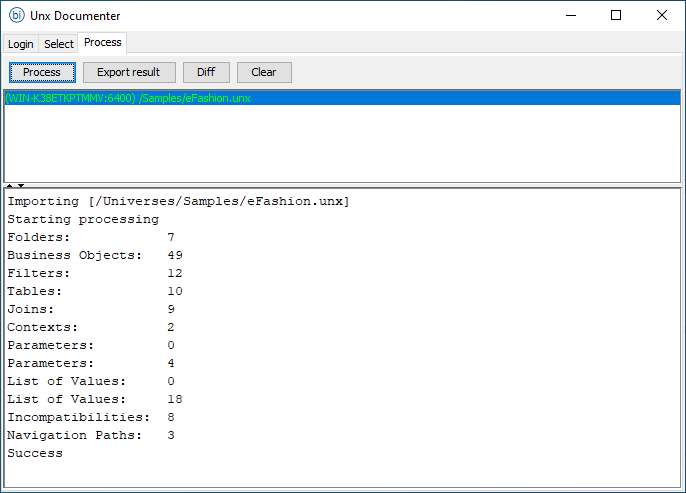 bi Unx Documenter
Login Select Process
Process Export result Diff Clear
(WIN-K38ETKPTMMV:6400) /Samples/eFashion.unx
Importing [/Universes/Samples/eFashion.unx]
Starting processing
Folders: 7
Business Objects: 49
Filters: 12
Tables: 10
Joins: 9
Contexts: 2
Parameters: 0
Parameters: 4
List of Values: 0
List of Values: 18
Incompatibilities: 8
Navigation Paths: 3
Success